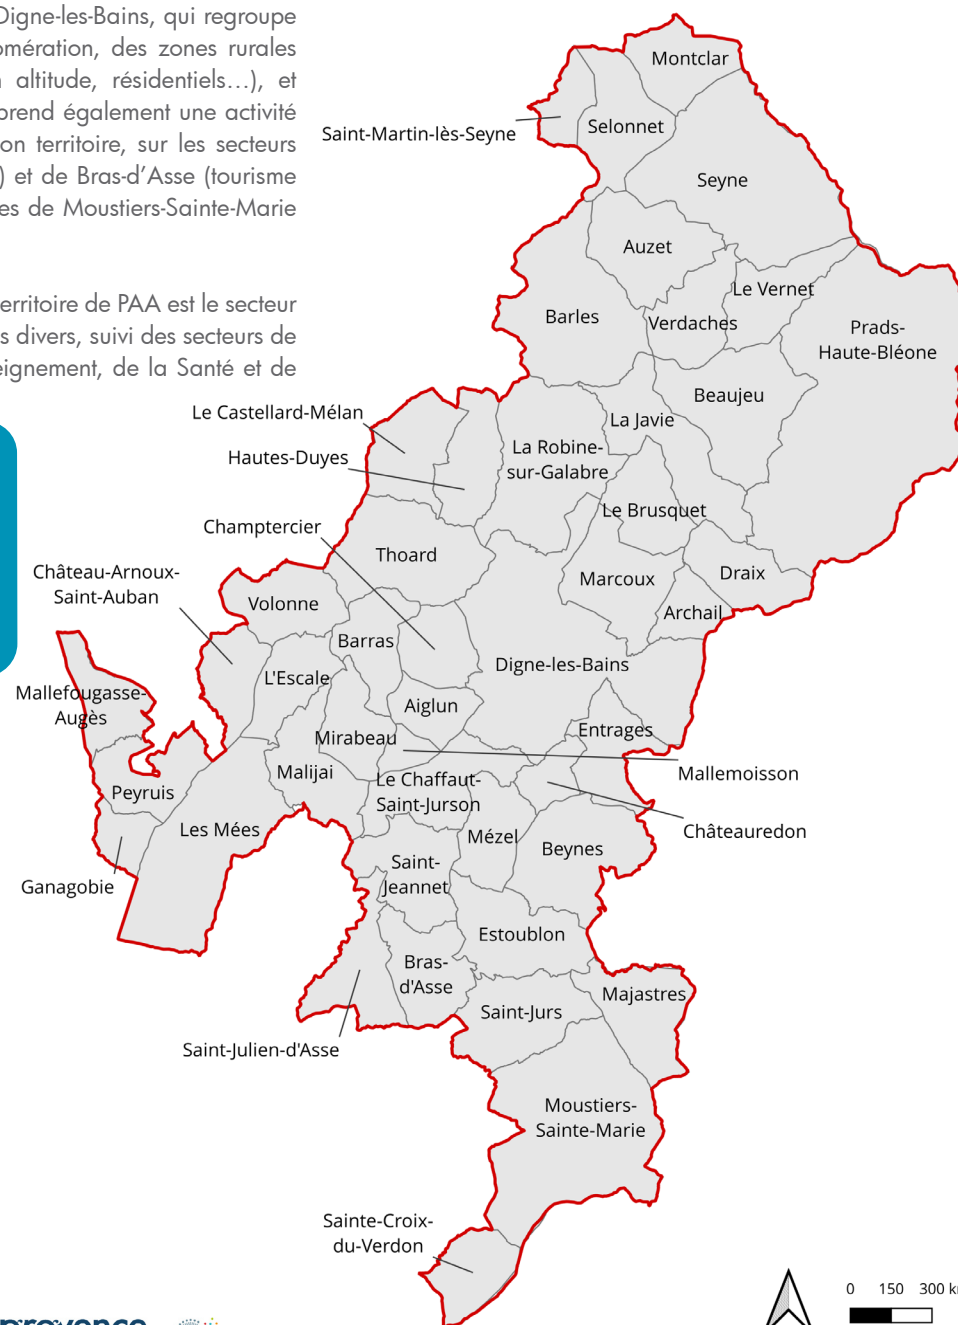 Digne-les-Bains, qui regroupe
des zones rurales
altitude, résidentiels...), et
également une activité
territoire, sur les secteurs
) et de Bras-d'Asse (tourisme
de Moustiers-Sainte-Marie
territoire de PAA est le secteur
divers, suivi des secteurs de
de la Santé et de
Montclar
Saint-Martin-lès-Seyne
Selonnet
Seyne
Auzet
Le Vernet
Barles
Verdaches
Prads-
Haute-Bléone
Beaujeu
Le Castellard-Mélan
La Javie
Hautes-Duyes
La Robine-
sur-Galabre
Le Brusquet
Champtercier
Thoard
Château-Arnoux-
Saint-Auban
Marcoux
Draix
Volonne
Archail
Barras
Digne-les-Bains
L'Escale
Mallefougasse-
Augès
Aiglun
Entrages
Mirabeau
Malijai
Mallemoisson
Le Chaffaut-
Saint-Jurson
Peyruis
Les Mées
Mézel
Châteauredon
Beynes
Saint-
Jeannet
Ganagobie
Estoublon
Bras-
d'Asse
Majastres
Saint-Jurs
Saint-Julien-d'Asse
Moustiers-
Sainte-Marie
Sainte-Croix-
du-Verdon
0 150 300
provence